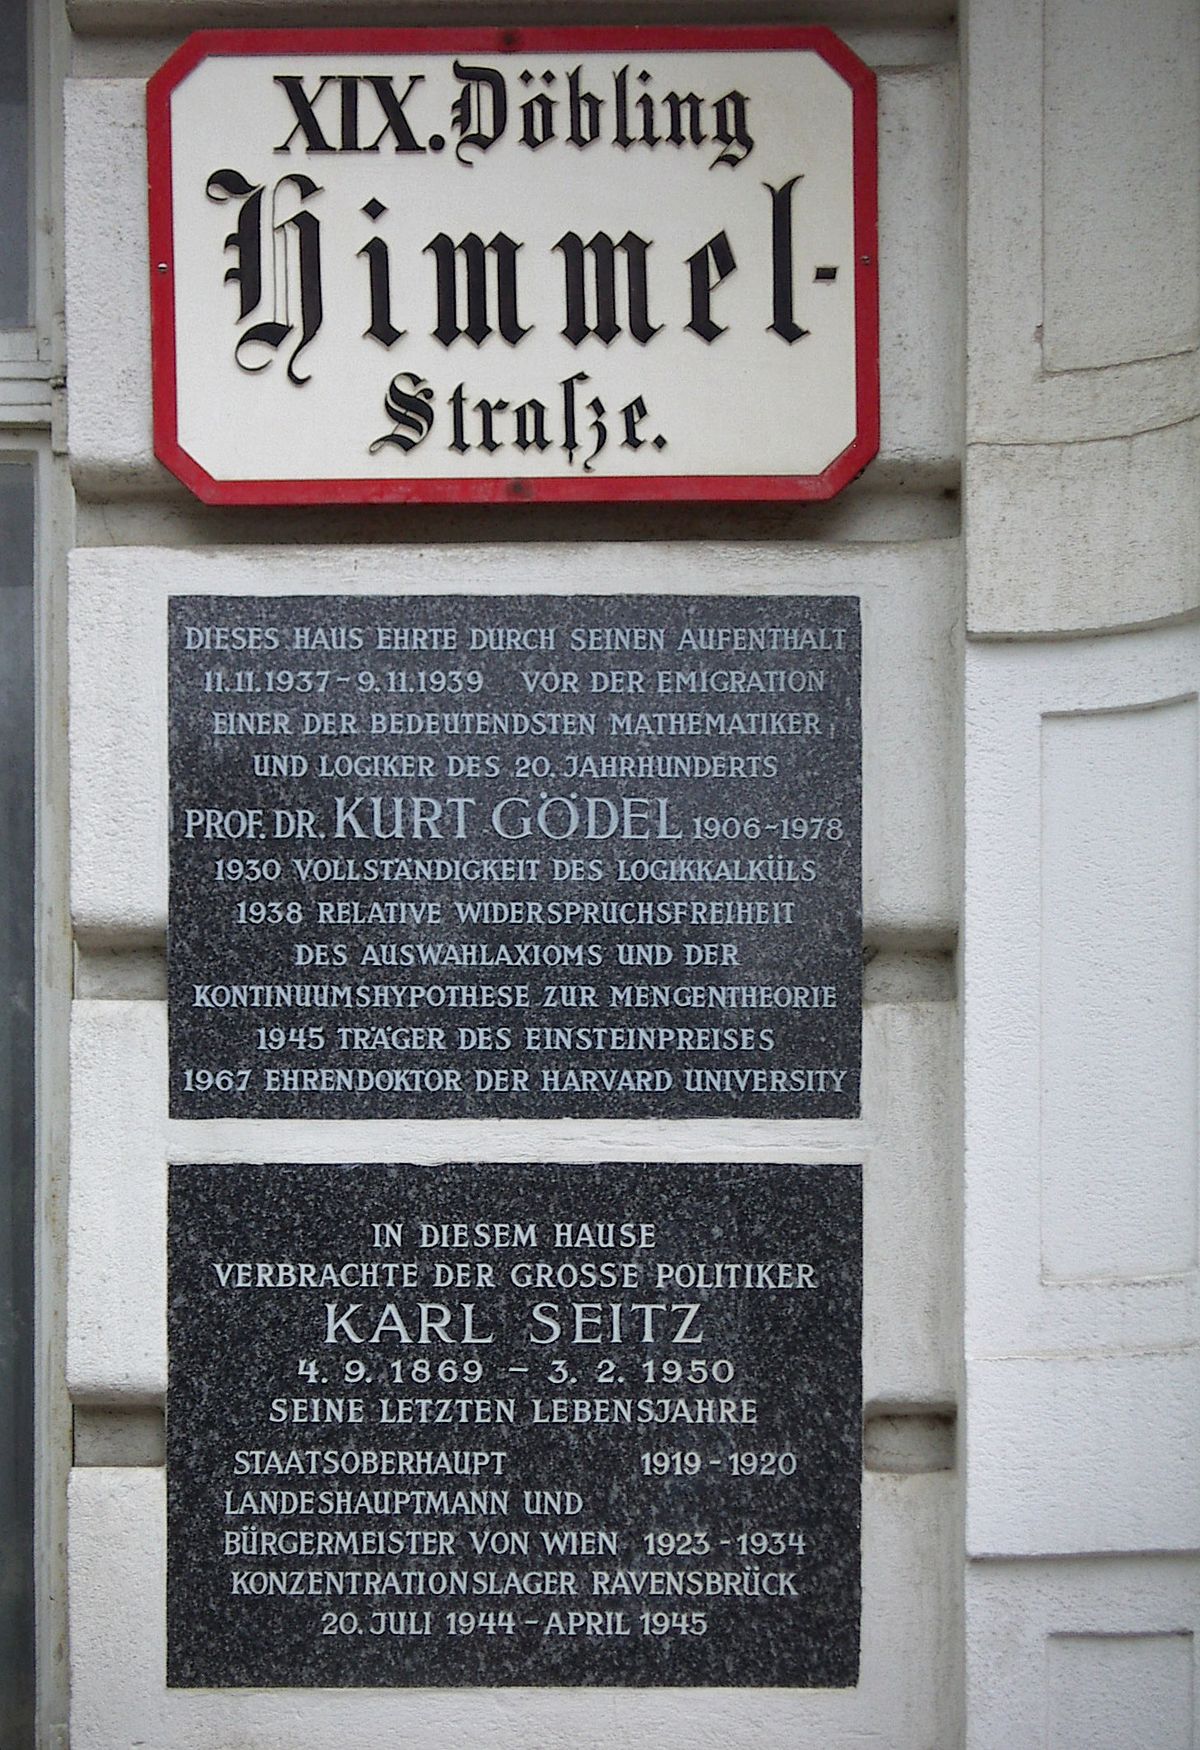 XIX. Döbling
Himmel-
Straße.
DIESES HAUS EHRTE DURCH SEINEN AUFENTHALT
11.11.1937-9.11.1939 VOR DER EMIGRATION
EINER DER BEDEUTENDSTEN MATHEMATIKER
UND LOGIKER DES 20. JAHRHUNDERTS
PROF. DR. KURT GÖDEL 1906-1978
1930 VOLLSTÄNDIGKEIT DES LOGIKKALKÜLS
1938 RELATIVE WIDERSPRUCHSFREIHEIT
DES AUSWAHLAXIOMS UND DER
KONTINUUMSHYPOTHESE ZUR MENGENTHEORIE
1945 TRÄGER DES EINSTEINPREISES
1967 EHRENDOKTOR DER HARVARD UNIVERSITY
IN DIESEM HAUSE
VERBRACHTE DER GROSSE POLITIKER
KARL SEITZ
4. 9. 1869 – 3. 2. 1950
SEINE LETZTEN LEBENSJAHRE
STAATSOBERHAUPT 1919-1920
LANDESHAUPTMANN UND
BÜRGERMEISTER VON WIEN 1923-1934
KONZENTRATIONSLAGER RAVENSBRÜCK
20. JULI 1944 - APRIL 1945